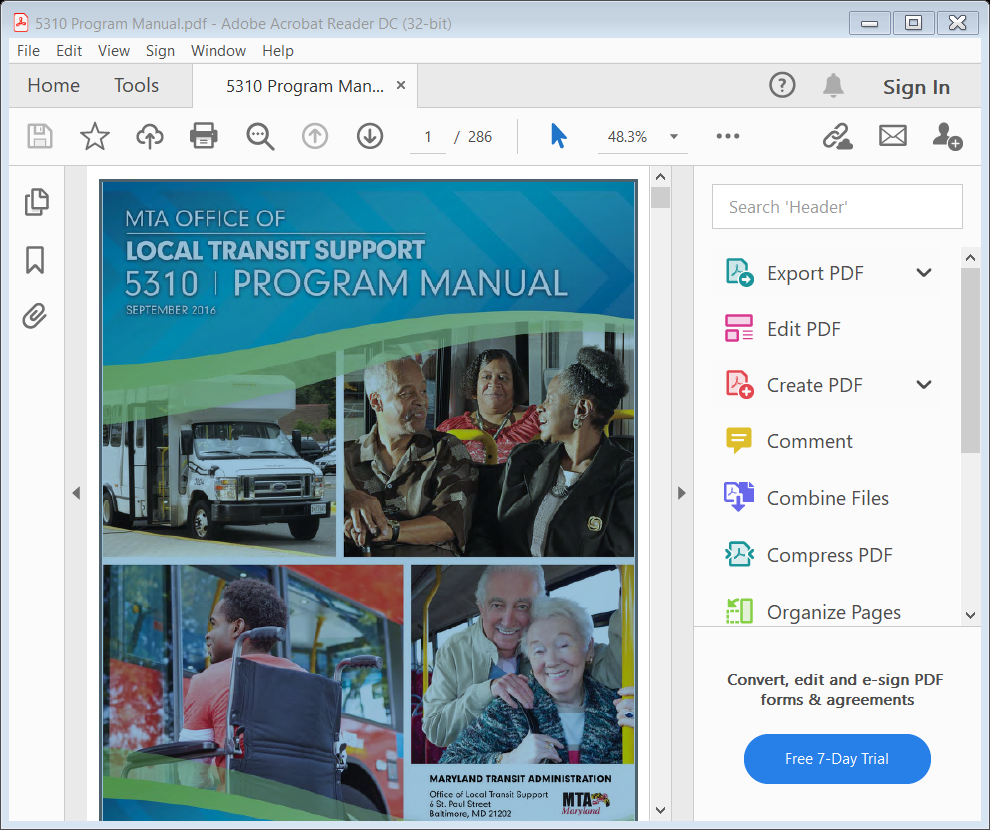 5310 Program Manual.pdf - Adobe Acrobat Reader DC (32-bit)
File Edit View Sign Window Help
Home Tools 5310 Program Man... × Sign In
1 / 286 48.3%
MTA OFFICE OF
LOCAL TRANSIT SUPPORT
5310 | PROGRAM MANUAL
SEPTEMBER 2016
MARYLAND TRANSIT ADMINISTRATION
Office of Local Transit Support
6 St. Paul Street
Baltimore, MD 21202
MTA
Maryland
Search 'Header'
Export PDF
Edit PDF
Create PDF
Comment
Combine Files
Compress PDF
Organize Pages
Convert, edit and e-sign PDF
forms & agreements
Free 7-Day Trial